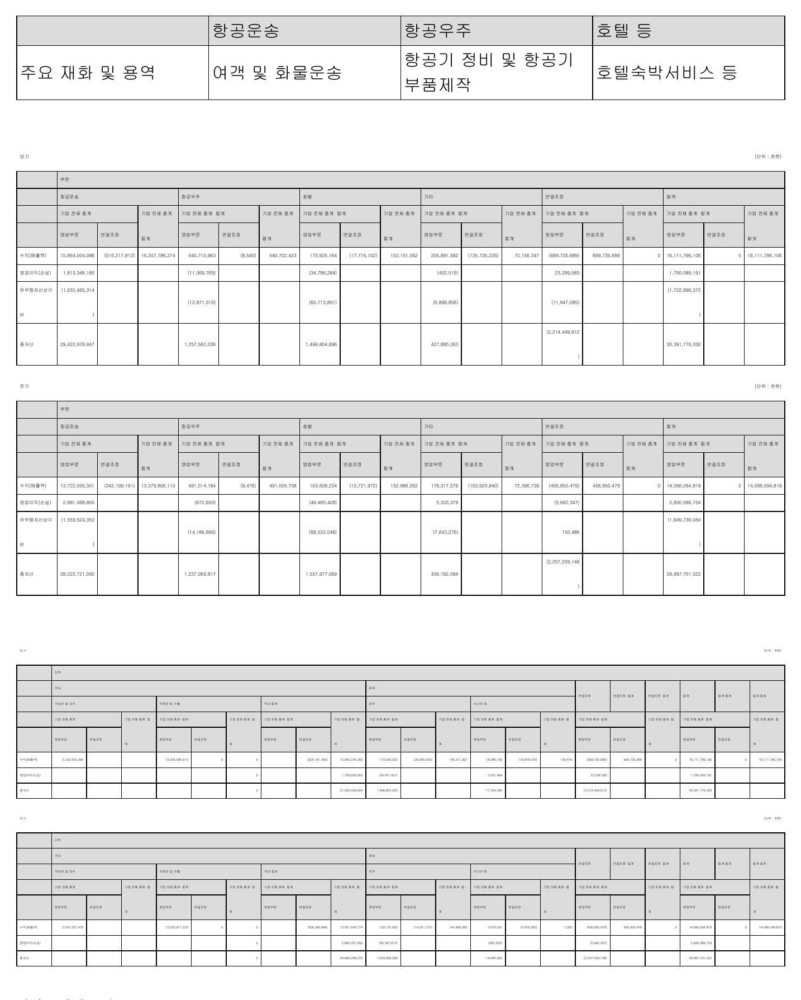 항공운송 항공우주 호텔 등
주요 재화 및 용역 여객 및 화물운송 항공기 정비 및 항공기 부품제작 호텔숙박서비스 등
당기 (단위 : 천원)
부문
항공운송 항공우주 호텔 기타 연결조정 합계
기업 전체 총계 기업 전체 총계 합계 기업 전체 총계 합계 기업 전체 총계 합계 기업 전체 총계 합계 기업 전체 총계 합계 기업 전체 총계 합계 기업 전체 총계 합계 기업 전체 총계 합계 기업 전체 총계 합계 기업 전체 총계 합계 기업 전체 총계 합계
영업부문 연결조정 영업부문 연결조정 영업부문 연결조정 영업부문 연결조정 영업부문 연결조정 영업부문 연결조정
수익(매출액) 15,864,004,086 (516,217,812) 15,347,786,274 540,710,963 (8,540) 540,702,423 170,925,164 (17,774,102) 153,151,062 205,891,582 (135,735,235) 70,156,347 (669,735,689) 669,735,689 0 16,111,796,106 0 16,111,796,106
영업이익(손실) 1,813,348,180 (11,369,769) (34,786,284) (402,519) 23,299,583 1,790,089,191
유무형자산상각비 (1,630,465,314) (12,871,316) (60,713,801) (6,898,856) (11,947,085) (1,722,896,372)
총자산 29,420,978,947 1,257,562,036 1,499,804,696 427,880,263 (2,214,449,912) 30,391,776,030
전기 (단위 : 천원)
부문
항공운송 항공우주 호텔 기타 연결조정 합계
기업 전체 총계 기업 전체 총계 합계 기업 전체 총계 합계 기업 전체 총계 합계 기업 전체 총계 합계 기업 전체 총계 합계 기업 전체 총계 합계 기업 전체 총계 합계 기업 전체 총계 합계 기업 전체 총계 합계 기업 전체 총계 합계 기업 전체 총계 합계
영업부문 연결조정 영업부문 연결조정 영업부문 연결조정 영업부문 연결조정 영업부문 연결조정 영업부문 연결조정
수익(매출액) 13,722,005,301 (342,199,191) 13,379,806,110 491,014,184 (8,476) 491,005,708 163,608,234 (10,721,972) 152,886,262 176,317,579 (103,920,840) 72,396,739 (456,850,479) 456,850,479 0 14,096,094,819 0 14,096,094,819
영업이익(손실) 2,881,068,800 (672,650) (49,480,428) 5,333,379 (5,662,347) 2,830,586,754
유무형자산상각비 (1,559,524,350) (14,186,896) (68,532,048) (7,643,276) 150,486 (1,649,736,084)
총자산 28,023,721,090 1,237,069,917 1,557,977,069 436,192,094 (2,257,259,148) 28,997,701,022
당기 (단위 : 천원)
지역
국내 해외 연결조정 연결조정 합계 연결조정 합계 합계 합계 합계 합계 합계
국내선 및 내수 국제선 및 수출 국내 합계 미주 아시아 등
기업 전체 총계 기업 전체 총계 합계 기업 전체 총계 합계 기업 전체 총계 합계 기업 전체 총계 합계 기업 전체 총계 합계 기업 전체 총계 합계 기업 전체 총계 합계 기업 전체 총계 합계 기업 전체 총계 합계 기업 전체 총계 합계 기업 전체 총계 합계 기업 전체 총계 합계 기업 전체 총계 합계
영업부문 연결조정 영업부문 연결조정 영업부문 연결조정 영업부문 연결조정 영업부문 연결조정 영업부문 연결조정 영업부문 연결조정
수익(매출액) 3,153,955,200 13,435,584,515 0 0 (624,161,455) 15,965,378,260 173,006,922 (26,695,555) 146,311,367 18,985,158 (18,878,679) 106,479 (669,735,689) 669,735,689 0 16,111,796,106 0 16,111,796,106
영업이익(손실) 0 1,799,669,565 (34,971,421) 2,091,464 23,299,583 1,790,089,191
총자산 0 31,092,049,034 1,496,822,523 17,354,385 (2,214,449,912) 30,391,776,030
전기 (단위 : 천원)
지역
국내 해외 연결조정 연결조정 합계 연결조정 합계 합계 합계 합계 합계 합계
국내선 및 내수 국제선 및 수출 국내 합계 미주 아시아 등
기업 전체 총계 기업 전체 총계 합계 기업 전체 총계 합계 기업 전체 총계 합계 기업 전체 총계 합계 기업 전체 총계 합계 기업 전체 총계 합계 기업 전체 총계 합계 기업 전체 총계 합계 기업 전체 총계 합계 기업 전체 총계 합계 기업 전체 총계 합계 기업 전체 총계 합계 기업 전체 총계 합계
영업부문 연결조정 영업부문 연결조정 영업부문 연결조정 영업부문 연결조정 영업부문 연결조정 영업부문 연결조정 영업부문 연결조정
수익(매출액) 2,037,327,479 12,352,617,579 0 0 (438,340,884) 13,951,604,174 159,120,693 (14,631,310) 144,489,383 3,879,547 (3,878,285) 1,262 (456,850,479) 456,850,479 0 14,096,094,819 0 14,096,094,819
영업이익(손실) 0 2,880,051,933 (43,367,612) (435,220) (5,662,347) 2,830,586,754
총자산 0 29,686,058,272 1,554,056,268 14,845,630 (2,257,259,148) 28,997,701,022